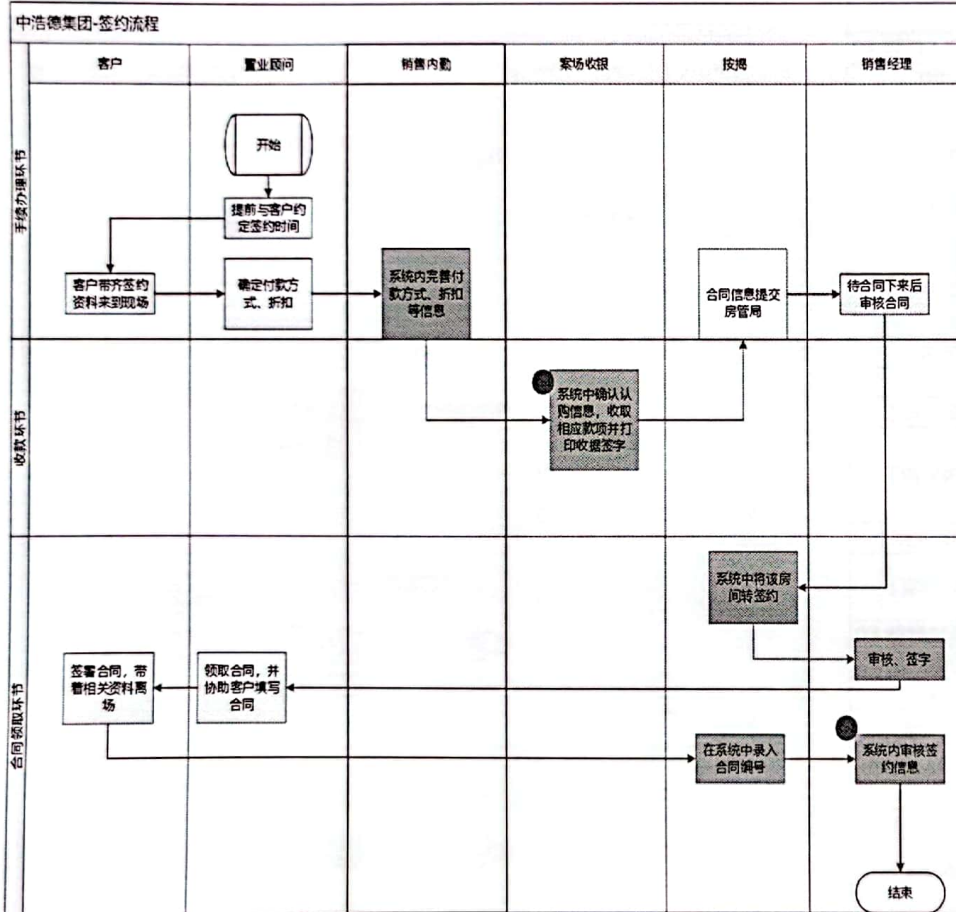 中浩德集团-签约流程
客户
置业顾问
销售内勤
案场收银
按揭
销售经理
手续办理环节
开始
提前与客户约
定签约时间
客户带齐签约
资料来到现场
确定付款方
式、折扣
系统内完善付
款方式、折扣
等信息
合同信息提交
房管局
待合同下来后
审核合同
收款环节
系统中确认认
购信息，收取
相应款项并打
印收据签字
合同领取环节
系统中将该房
间转签约
审核、签字
领取合同，并
协助客户填写
合同
签署合同，带
着相关资料离
场
在系统中录入
合同编号
系统内审核签
约信息
结束